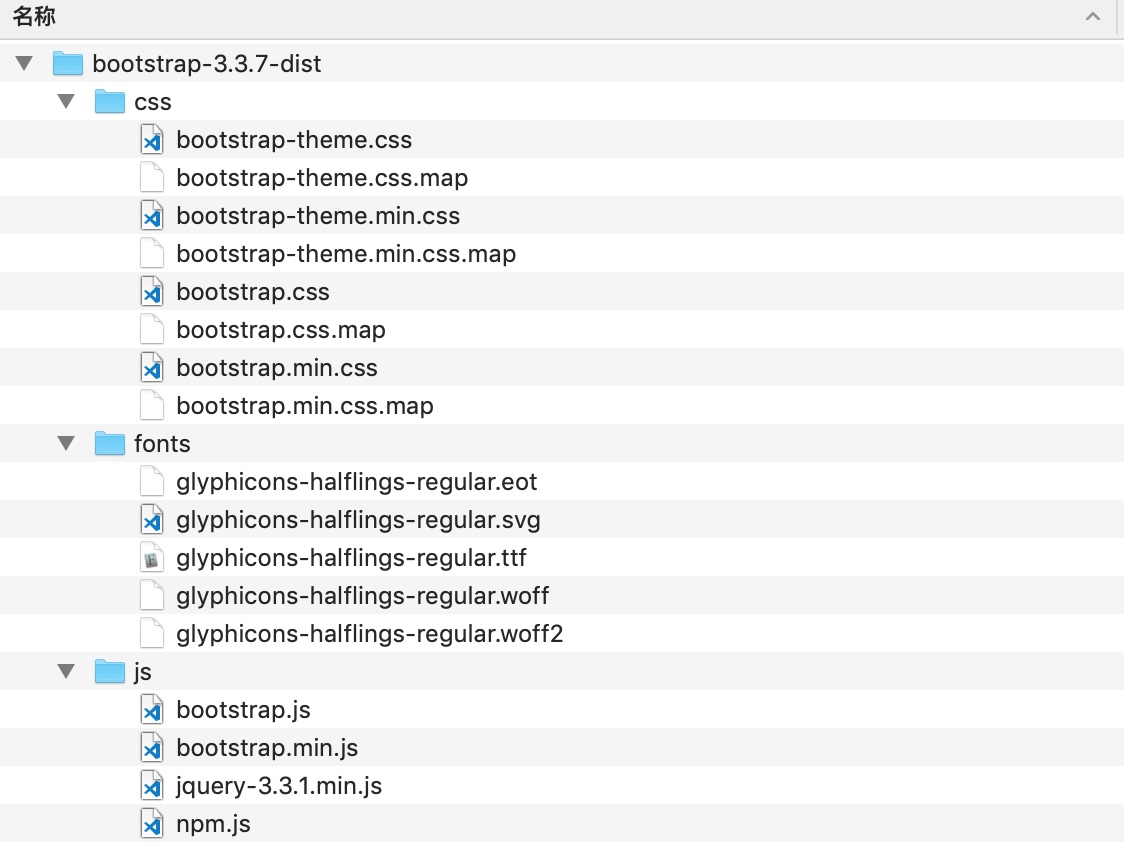 名称
bootstrap-3.3.7-dist
css
bootstrap-theme.css
bootstrap-theme.css.map
bootstrap-theme.min.css
bootstrap-theme.min.css.map
bootstrap.css
bootstrap.css.map
bootstrap.min.css
bootstrap.min.css.map
fonts
glyphicons-halflings-regular.eot
glyphicons-halflings-regular.svg
glyphicons-halflings-regular.ttf
glyphicons-halflings-regular.woff
glyphicons-halflings-regular.woff2
js
bootstrap.js
bootstrap.min.js
jquery-3.3.1.min.js
npm.js